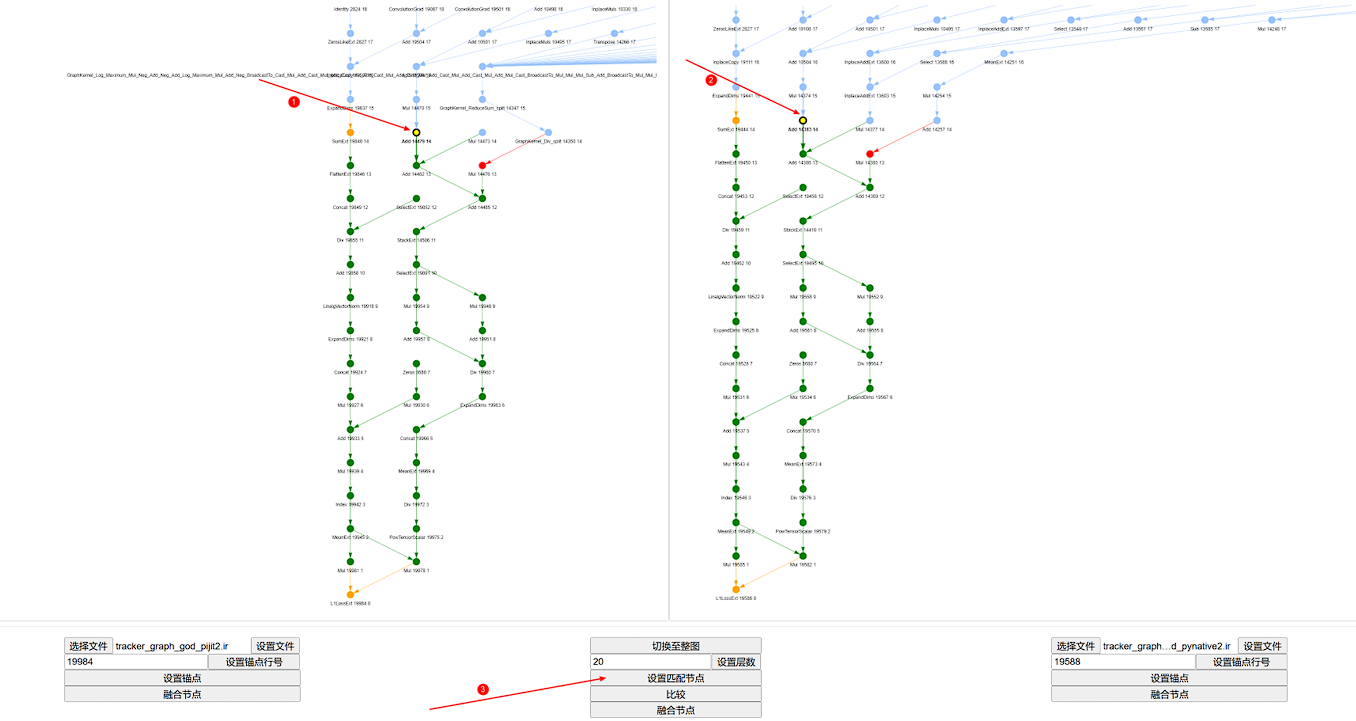 Identity 2824 18
ConvolutionGrad 19087 18
ConvolutionGrad 19501 18
Add 10498 18
InplaceMuls 10330 18
ZerosLikeExt 2827 17
Add 19504 17
Add 10501 17
InplaceMuls 10495 17
Transpose 14266 17
ExpandDims 19837 15
Mul 14470 15
GraphKernel_ReduceSum_split 14347 15
SumExt 19840 14
Add 14479 14
Mul 14473 14
GraphKernel_Div_split 14350 14
FlattenExt 19846 13
Add 14482 13
Mul 14476 13
Concat 19849 12
SelectExt 19852 12
Add 14485 12
Div 19855 11
StackExt 14506 11
Add 19858 10
SelectExt 19891 10
LinalgVectorNorm 19918 9
Mul 19954 9
Mul 19948 9
ExpandDims 19921 8
Add 19957 8
Add 19951 8
Concat 19924 7
Div 19960 7
Mul 19927 6
Mul 19930 6
ExpandDims 19963 6
Add 19933 5
Concat 19966 5
Mul 19939 4
MeanExt 19969 4
Index 19942 3
Div 19972 3
MeanExt 19945 2
PowTensorScalar 19975 2
Mul 19981 1
Mul 19978 1
L1LossExt 19984 0
1
ZerosLikeExt 2827 17
Add 19108 17
Add 10501 17
InplaceMuls 10495 17
InplaceAddExt 13597 17
Select 13549 17
Add 13561 17
Sub 13585 17
Mul 14248 17
InplaceCopy 19111 16
Add 10504 16
InplaceAddExt 13600 16
Select 13588 16
MeanExt 14251 16
ExpandDims 19441 15
Mul 14374 15
InplaceAddExt 13603 15
Mul 14254 15
SumExt 19444 14
Add 14383 14
Mul 14377 14
Add 14257 14
FlattenExt 19450 13
Add 14386 13
Mul 14380 13
Concat 19453 12
SelectExt 19456 12
Add 14389 12
Div 19459 11
StackExt 14410 11
Add 19462 10
SelectExt 19495 10
LinalgVectorNorm 19522 9
Mul 19558 9
Mul 19552 9
ExpandDims 19525 8
Add 19561 8
Add 19555 8
Concat 19528 7
Div 19564 7
Mul 19531 6
Mul 19534 6
ExpandDims 19567 6
Add 19537 5
Concat 19570 5
Mul 19543 4
MeanExt 19573 4
Index 19546 3
Div 19576 3
MeanExt 19549 2
PowTensorScalar 19579 2
Mul 19585 1
Mul 19582 1
L1LossExt 19588 0
2
选择文件 tracker_graph_god_pijit2.ir 设置文件
19984 设置锚点行号
设置锚点
融合节点
切换至整图
20 设置层数
设置匹配节点
比较
融合节点
3
选择文件 tracker_graph...d_pynative2.ir 设置文件
19588 设置锚点行号
设置锚点
融合节点